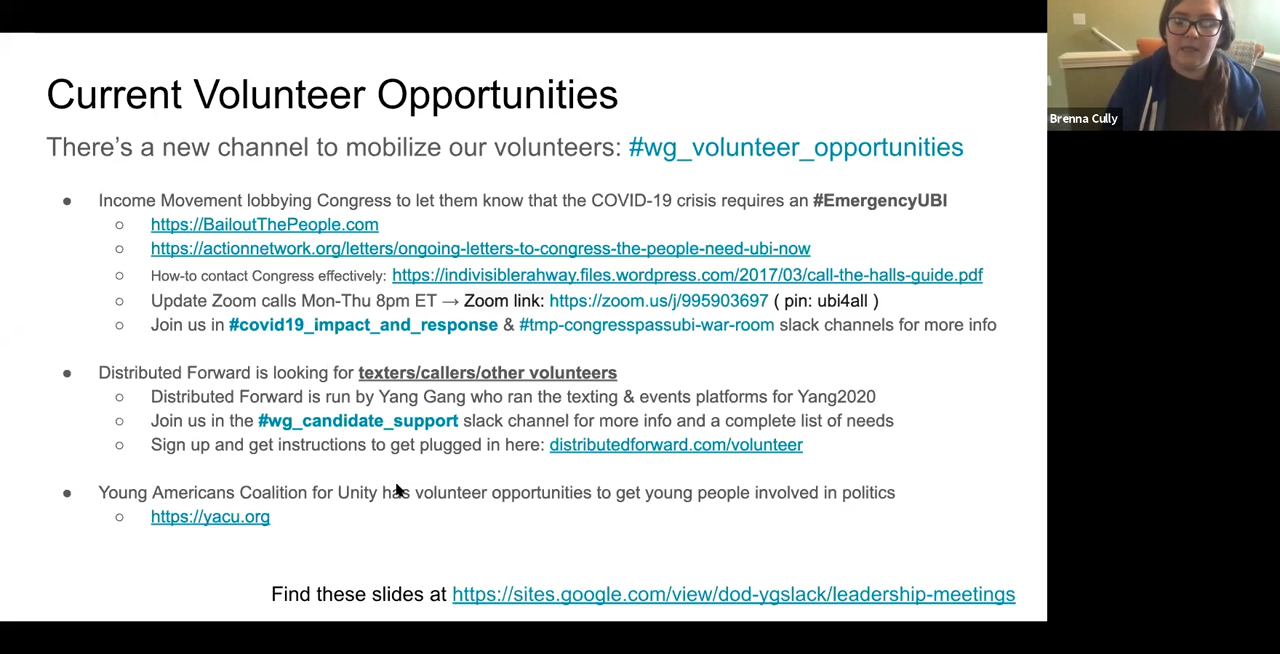 Current Volunteer Opportunities
There's a new channel to mobilize our volunteers: #wg_volunteer_opportunities
● Income Movement lobbying Congress to let them know that the COVID-19 crisis requires an #EmergencyUBI
○ https://BailoutThePeople.com
○ https://actionnetwork.org/letters/ongoing-letters-to-congress-the-people-need-ubi-now
○ How-to contact Congress effectively: https://indivisiblerahway.files.wordpress.com/2017/03/call-the-halls-guide.pdf
○ Update Zoom calls Mon-Thu 8pm ET → Zoom link: https://zoom.us/j/995903697 ( pin: ubi4all )
○ Join us in #covid19_impact_and_response & #tmp-congresspassubi-war-room slack channels for more info
● Distributed Forward is looking for texters/callers/other volunteers
○ Distributed Forward is run by Yang Gang who ran the texting & events platforms for Yang2020
○ Join us in the #wg_candidate_support slack channel for more info and a complete list of needs
○ Sign up and get instructions to get plugged in here: distributedforward.com/volunteer
● Young Americans Coalition for Unity has volunteer opportunities to get young people involved in politics
○ https://yacu.org
Find these slides at https://sites.google.com/view/dod-ygslack/leadership-meetings
Brenna Cully